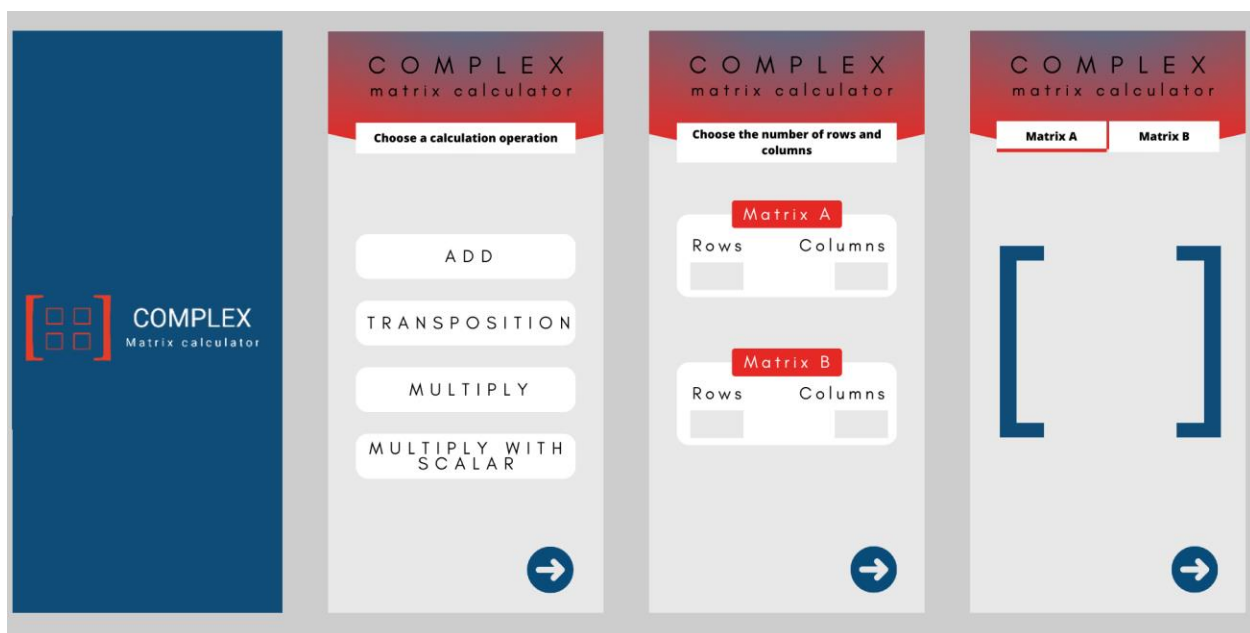 COMPLEX
Matrix calculator
COMPLEX
matrix calculator
Choose a calculation operation
ADD
TRANSPOSITION
MULTIPLY
MULTIPLY WITH
SCALAR
COMPLEX
matrix calculator
Choose the number of rows and
columns
Matrix A
Rows Columns
Matrix B
Rows Columns
COMPLEX
matrix calculator
Matrix A Matrix B